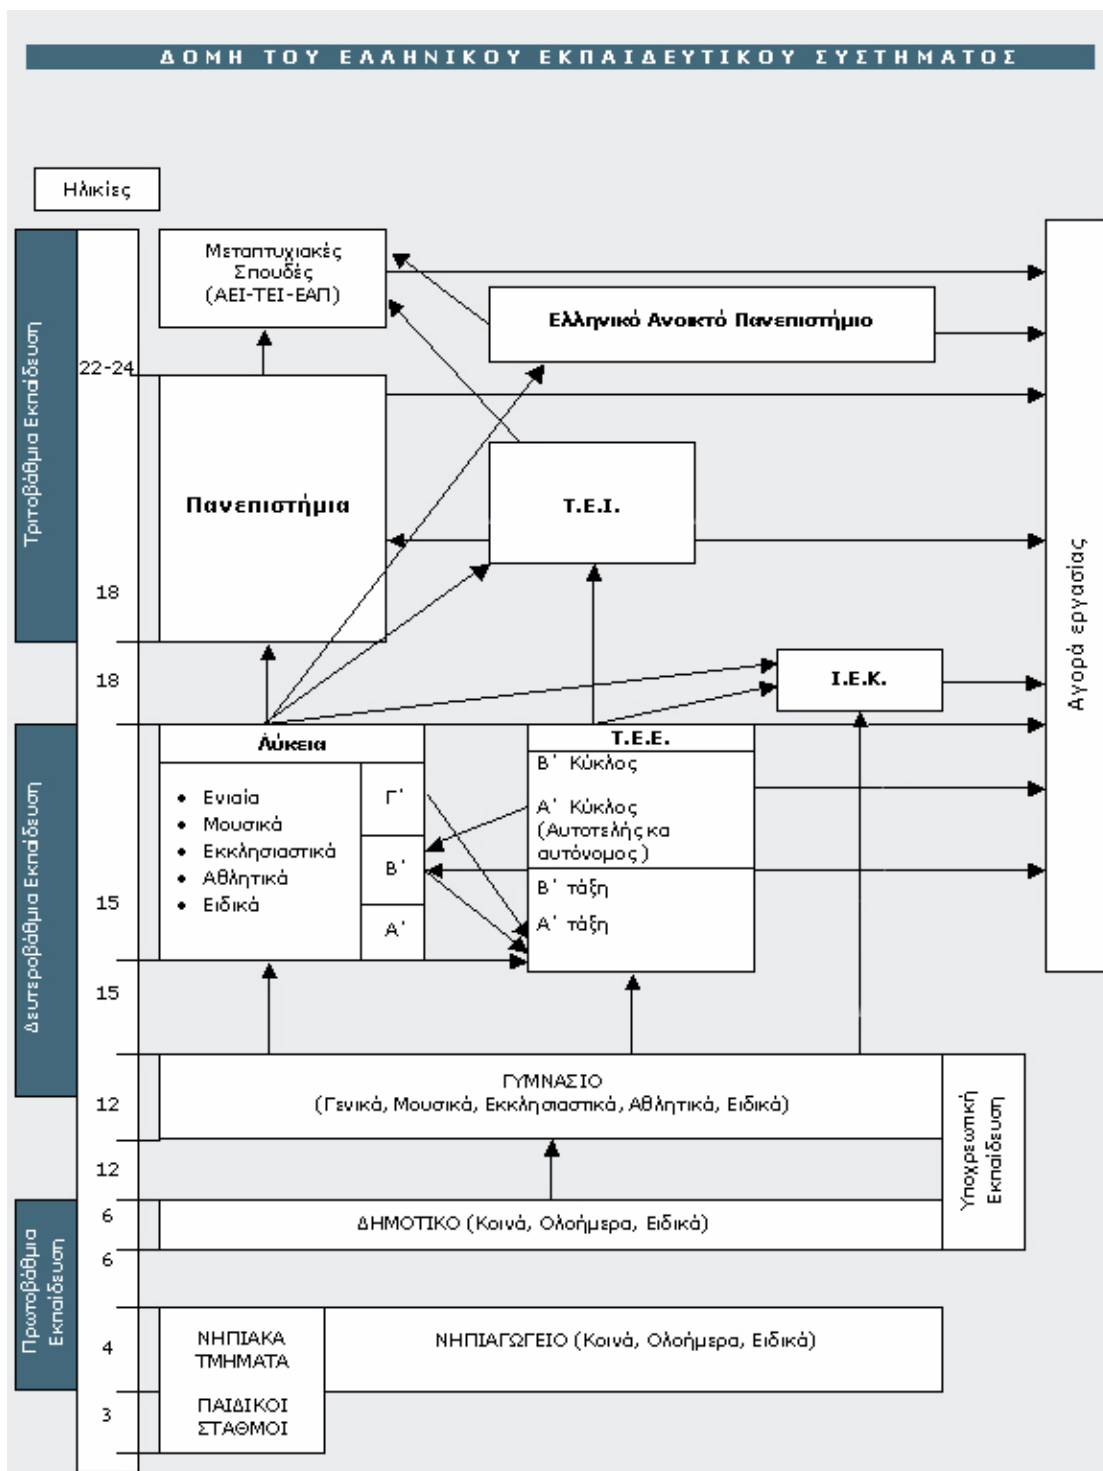 ΔΟΜΗ ΤΟΥ ΕΛΛΗΝΙΚΟΥ ΕΚΠΑΙΔΕΥΤΙΚΟΥ ΣΥΣΤΗΜΑΤΟΣ
Ηλικίες
Τριτοβάθμια Εκπάιδευση
Μεταπτυχιακές
Σπουδές
(ΑΕΙ-ΤΕΙ-ΕΑΠ)
Ελληνικό Ανοικτό Πανεπιστήμιο
22-24
Πανεπιστήμια
Τ.Ε.Ι.
18
Αγορά εργασίας
18
Ι.Ε.Κ.
Δευτεροβάθμια Εκπαίδευση
Λύκεια
• Ενιαία
• Μουσικά
• Εκκλησιαστικά
• Αθλητικά
• Ειδικά
Γ΄
Β΄
Α΄
Τ.Ε.Ε.
Β΄ Κύκλος
Α΄ Κύκλος
(Αυτοτελής κα
αυτόνομος)
Β΄ τάξη
Α΄ τάξη
15
15
ΓΥΜΝΑΣΙΟ
(Γενικά, Μουσικά, Εκκλησιαστικά, Αθλητικά, Ειδικά)
12
12
Υποχρεωτική
Εκπαίδευση
Πρωτοβάθμια
Εκπαίδευση
6
ΔΗΜΟΤΙΚΟ (Κοινά, Ολοήμερα, Ειδικά)
6
4
ΝΗΠΙΑΚΑ
ΤΜΗΜΑΤΑ
ΝΗΠΙΑΓΩΓΕΙΟ (Κοινά, Ολοήμερα, Ειδικά)
3
ΠΑΙΔΙΚΟΙ
ΣΤΑΘΜΟΙ